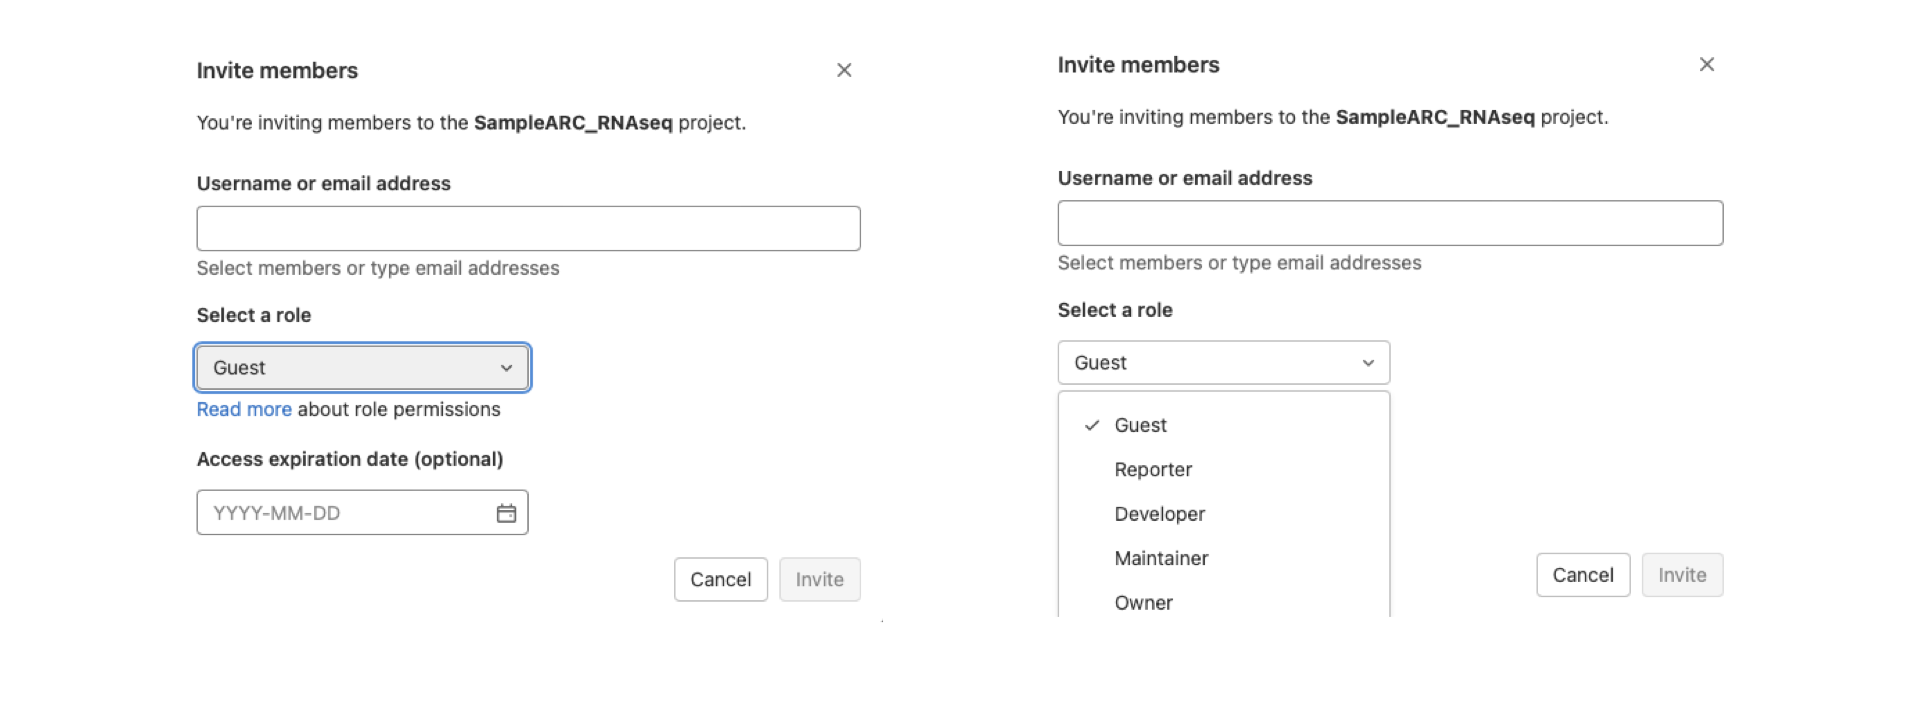 Invite members
You're inviting members to the SampleARC_RNAseq project.
Username or email address
Select members or type email addresses
Select a role
Guest
Read more about role permissions
Access expiration date (optional)
YYYY-MM-DD
Cancel
Invite
Invite members
You're inviting members to the SampleARC_RNAseq project.
Username or email address
Select members or type email addresses
Select a role
Guest
Guest
Reporter
Developer
Maintainer
Owner
Cancel
Invite